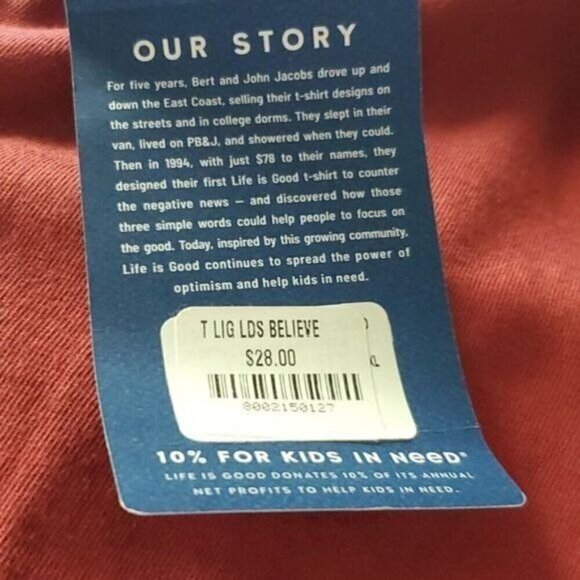 OUR STORY
For five years, Bert and John Jacobs drove up and
down the East Coast, selling their t-shirt designs on
the streets and in college dorms. They slept in their
van, lived on PB&J, and showered when they could.
Then in 1994, with just $78 to their names, they
designed their first Life is Good t-shirt to counter
the negative news — and discovered how those
three simple words could help people to focus on
the good. Today, inspired by this growing community,
Life is Good continues to spread the power of
optimism and help kids in need.
T LIG LDS BELIEVE
$28.00
XL
8002150127
10% FOR KIDS IN NeeD®
LIFE IS GOOD DONATES 10% OF ITS ANNUAL
NET PROFITS TO HELP KIDS IN NEED.